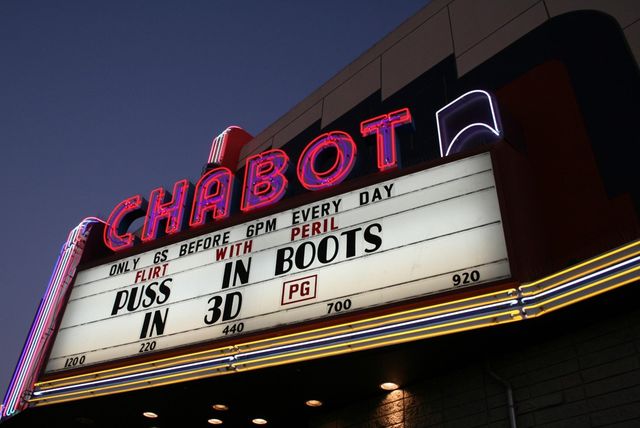 CHABOT
ONLY 6S BEFORE 6PM EVERY DAY
FLIRT WITH PERIL
PUSS IN BOOTS
IN 3D PG
1200 220 440 700 920